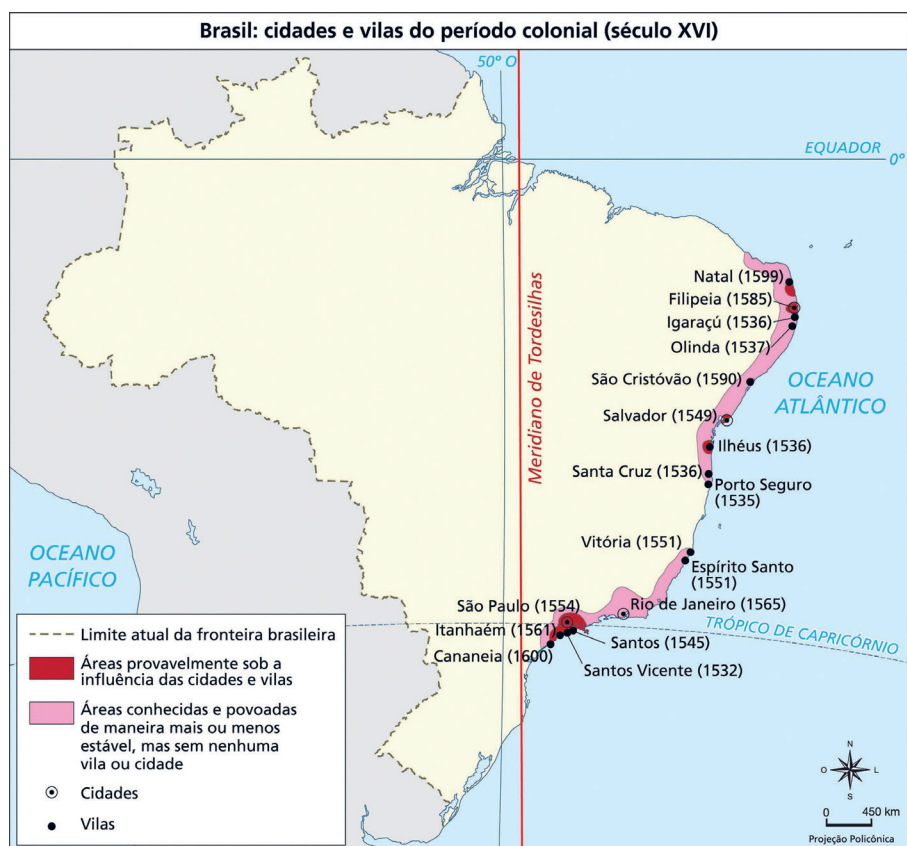 Brasil: cidades e vilas do período colonial (século XVI)
50º O
EQUADOR
0º
Meridiano de Tordesilhas
Natal (1599)
Filipeia (1585)
Igaraçú (1536)
Olinda (1537)
São Cristóvão (1590)
OCEANO
ATLÂNTICO
Salvador (1549)
Ilhéus (1536)
Santa Cruz (1536)
Porto Seguro
(1535)
Vitória (1551)
Espírito Santo
(1551)
OCEANO
PACÍFICO
São Paulo (1554)
Rio de Janeiro (1565)
Itanhaém (1561)
Santos (1545)
TRÓPICO DE CAPRICÓRNIO
Cananeia (1600)
Santos Vicente (1532)
Limite atual da fronteira brasileira
Áreas provavelmente sob a
influência das cidades e vilas
Áreas conhecidas e povoadas
de maneira mais ou menos
estável, mas sem nenhuma
vila ou cidade
Cidades
Vilas
N
O L
S
0 450 km
Projeção Policônica